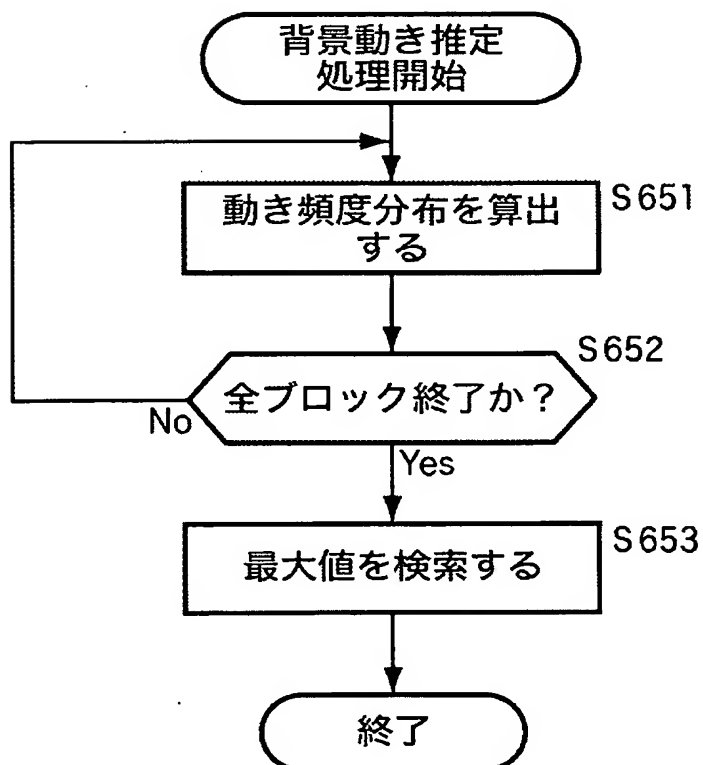 背景動き推定
処理開始
動き頻度分布を算出
する
S651
全ブロック終了か？
S652
No
Yes
最大値を検索する
S653
終了